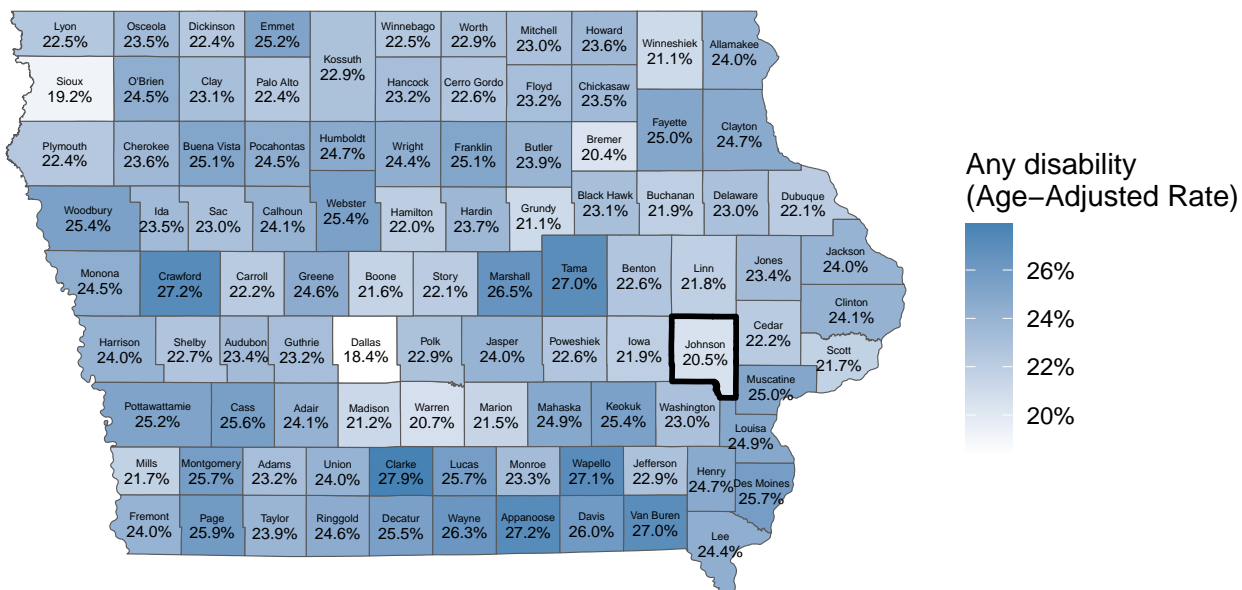 Lyon
22.5%
Osceola
23.5%
Dickinson
22.4%
Emmet
25.2%
Kossuth
22.9%
Winnebago
22.5%
Worth
22.9%
Mitchell
23.0%
Howard
23.6%
Winneshiek
21.1%
Allamakee
24.0%
Sioux
19.2%
O'Brien
24.5%
Clay
23.1%
Palo Alto
22.4%
Hancock
23.2%
Cerro Gordo
22.6%
Floyd
23.2%
Chickasaw
23.5%
Fayette
25.0%
Clayton
24.7%
Plymouth
22.4%
Cherokee
23.6%
Buena Vista
25.1%
Pocahontas
24.5%
Humboldt
24.7%
Wright
24.4%
Franklin
25.1%
Butler
23.9%
Bremer
20.4%
Woodbury
25.4%
Ida
23.5%
Sac
23.0%
Calhoun
24.1%
Webster
25.4%
Hamilton
22.0%
Hardin
23.7%
Grundy
21.1%
Black Hawk
23.1%
Buchanan
21.9%
Delaware
23.0%
Dubuque
22.1%
Monona
24.5%
Crawford
27.2%
Carroll
22.2%
Greene
24.6%
Boone
21.6%
Story
22.1%
Marshall
26.5%
Tama
27.0%
Benton
22.6%
Linn
21.8%
Jones
23.4%
Jackson
24.0%
Clinton
24.1%
Harrison
24.0%
Shelby
22.7%
Audubon
23.4%
Guthrie
23.2%
Dallas
18.4%
Polk
22.9%
Jasper
24.0%
Poweshiek
22.6%
Iowa
21.9%
Johnson
20.5%
Cedar
22.2%
Scott
21.7%
Muscatine
25.0%
Pottawattamie
25.2%
Cass
25.6%
Adair
24.1%
Madison
21.2%
Warren
20.7%
Marion
21.5%
Mahaska
24.9%
Keokuk
25.4%
Washington
23.0%
Louisa
24.9%
Mills
21.7%
Montgomery
25.7%
Adams
23.2%
Union
24.0%
Clarke
27.9%
Lucas
25.7%
Monroe
23.3%
Wapello
27.1%
Jefferson
22.9%
Henry
24.7%
Des Moines
25.7%
Fremont
24.0%
Page
25.9%
Taylor
23.9%
Ringgold
24.6%
Decatur
25.5%
Wayne
26.3%
Appanoose
27.2%
Davis
26.0%
Van Buren
27.0%
Lee
24.4%
Any disability
(Age−Adjusted Rate)
26%
24%
22%
20%